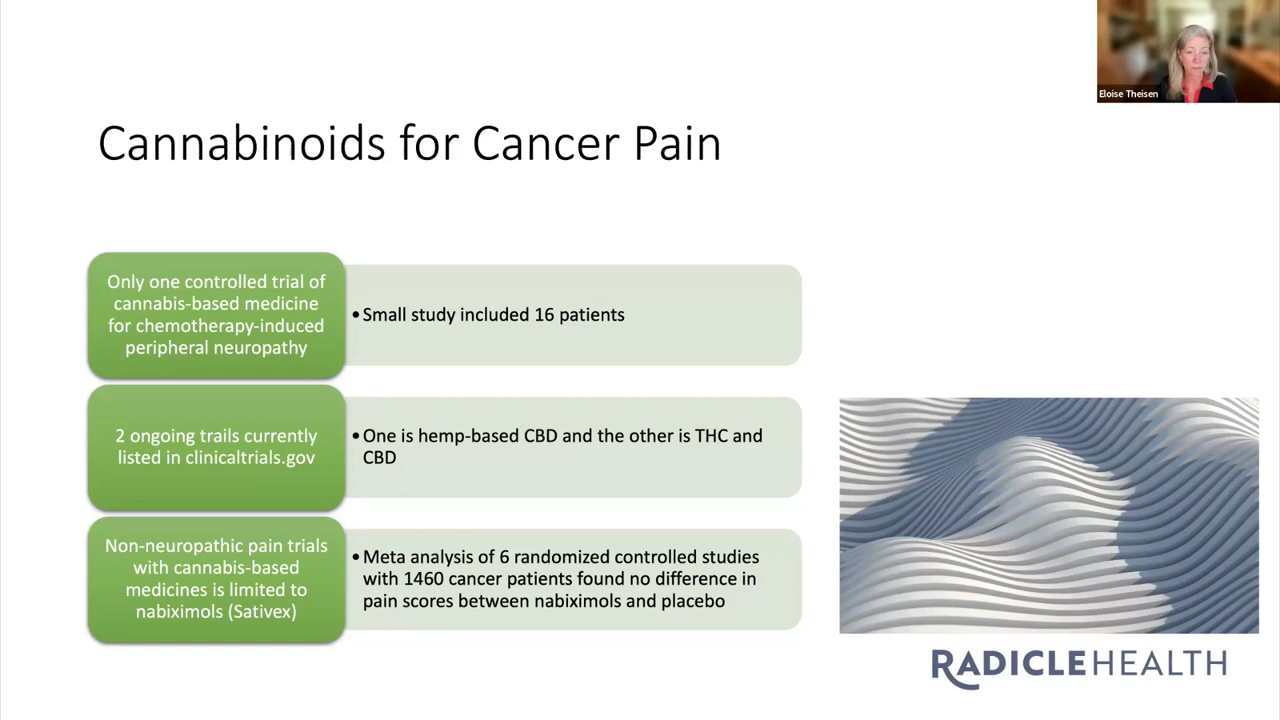 Eloise Theisen
Cannabinoids for Cancer Pain
Only one controlled trial of
cannabis-based medicine
for chemotherapy-induced
peripheral neuropathy
•Small study included 16 patients
2 ongoing trails currently
listed in clinicaltrials.gov
•One is hemp-based CBD and the other is THC and
CBD
Non-neuropathic pain trials
with cannabis-based
medicines is limited to
nabiximols (Sativex)
•Meta analysis of 6 randomized controlled studies
with 1460 cancer patients found no difference in
pain scores between nabiximols and placebo
RADICLEHEALTH